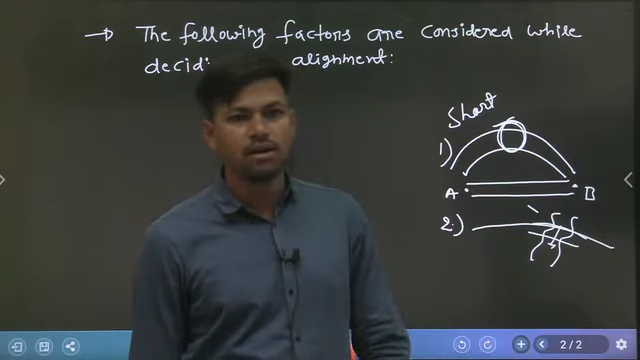 → The following factors are considered while
alignment:
Short
1)
A B
2)
2/2